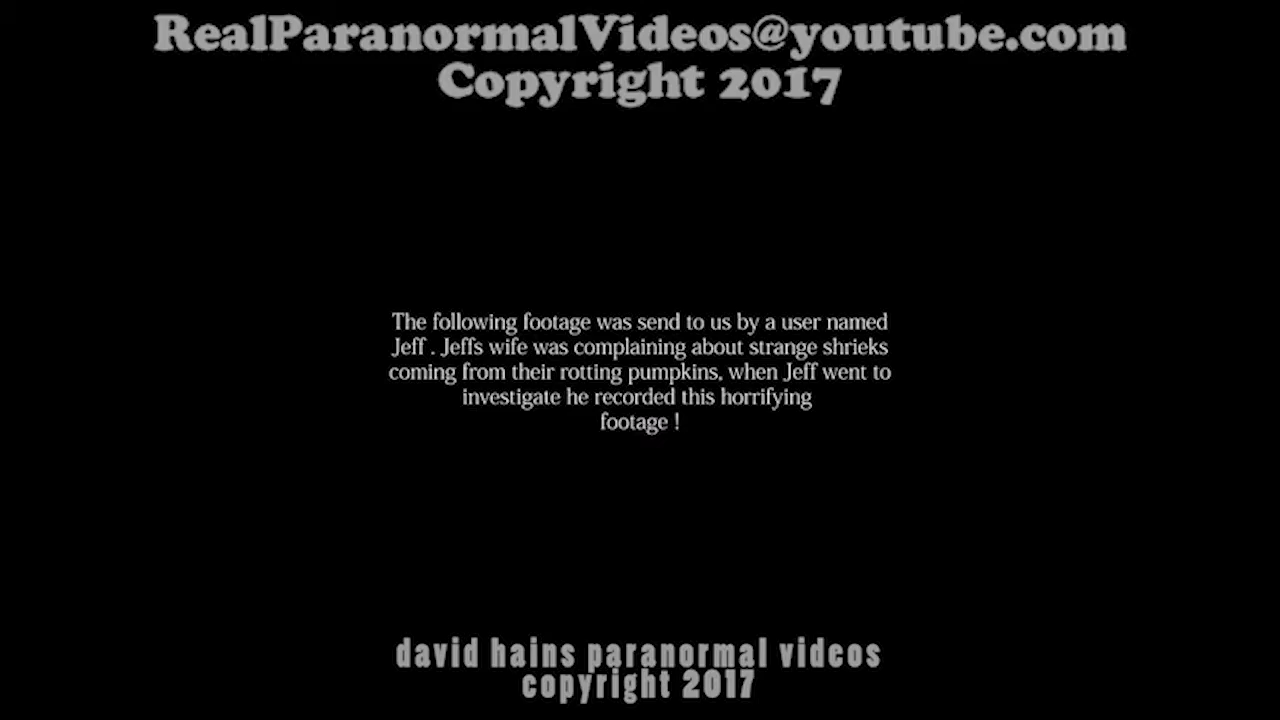 RealParanormalVideos@youtube.com
Copyright 2017
The following footage was send to us by a user named
Jeff . Jeffs wife was complaining about strange shrieks
coming from their rotting pumpkins, when Jeff went to
investigate he recorded this horrifying
footage !
david hains paranormal videos
copyright 2017